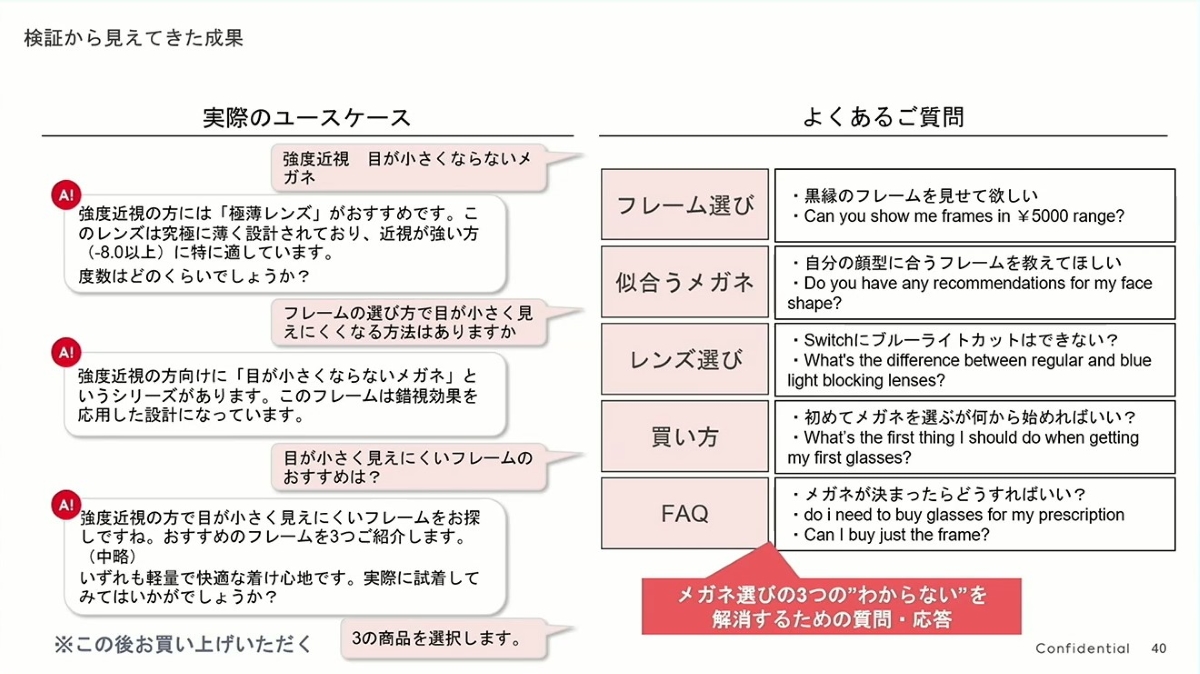 検証から見えてきた成果
実際のユースケース
強度近視　目が小さくならないメ
ガネ
A!
強度近視の方には「極薄レンズ」がおすすめです。こ
のレンズは究極に薄く設計されており、近視が強い方
（-8.0以上）に特に適しています。
度数はどのくらいでしょうか？
フレームの選び方で目が小さく見
えにくくなる方法はありますか
A!
強度近視の方向けに「目が小さくならないメガネ」と
いうシリーズがあります。このフレームは錯視効果を
応用した設計になっています。
目が小さく見えにくいフレームの
おすすめは？
A!
強度近視の方で目が小さく見えにくいフレームをお探
しですね。おすすめのフレームを3つご紹介します。
（中略）
いずれも軽量で快適な着け心地です。実際に試着して
みてはいかがでしょうか？
3の商品を選択します。
※この後お買い上げいただく
よくあるご質問
フレーム選び
・黒縁のフレームを見せて欲しい
・Can you show me frames in ￥5000 range?
似合うメガネ
・自分の顔型に合うフレームを教えてほしい
・Do you have any recommendations for my face
shape?
レンズ選び
・Switchにブルーライトカットはできない？
・What's the difference between regular and blue
light blocking lenses?
買い方
・初めてメガネを選ぶが何から始めればいい？
・What's the first thing I should do when getting
my first glasses?
FAQ
・メガネが決まったらどうすればいい？
・do i need to buy glasses for my prescription
・Can I buy just the frame?
メガネ選びの3つの”わからない”を
解消するための質問・応答
Confidential 40